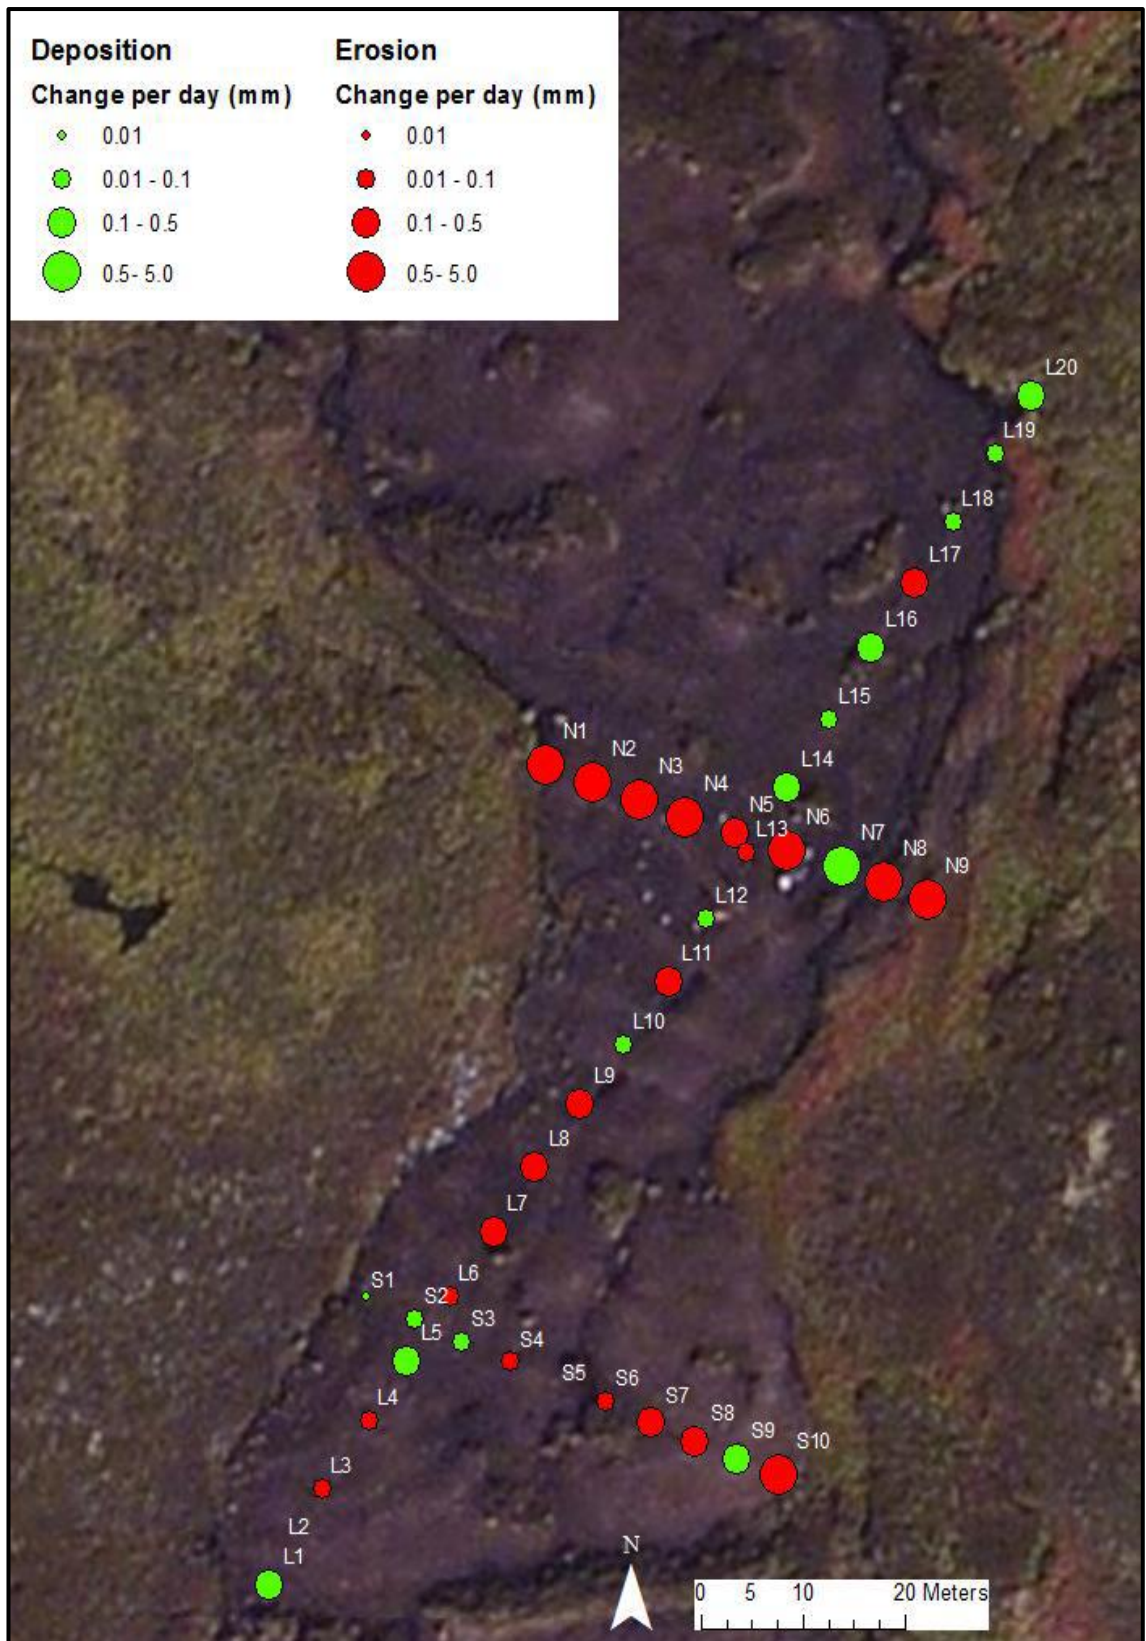 Deposition Erosion
Change per day (mm) Change per day (mm)
0.01 0.01
0.01 - 0.1 0.01 - 0.1
0.1 - 0.5 0.1 - 0.5
0.5- 5.0 0.5- 5.0
L20
L19
L18
L17
L16
L15
N1
N2
L14
N3
N4
N5
L13
N6
N7
N8
N9
L12
L11
L10
L9
L8
L7
S1
L6
S2
S3
L5
S4
S5
S6
L4
S7
S8
S9
S10
L3
L2
L1
N
0 5 10 20 Meters